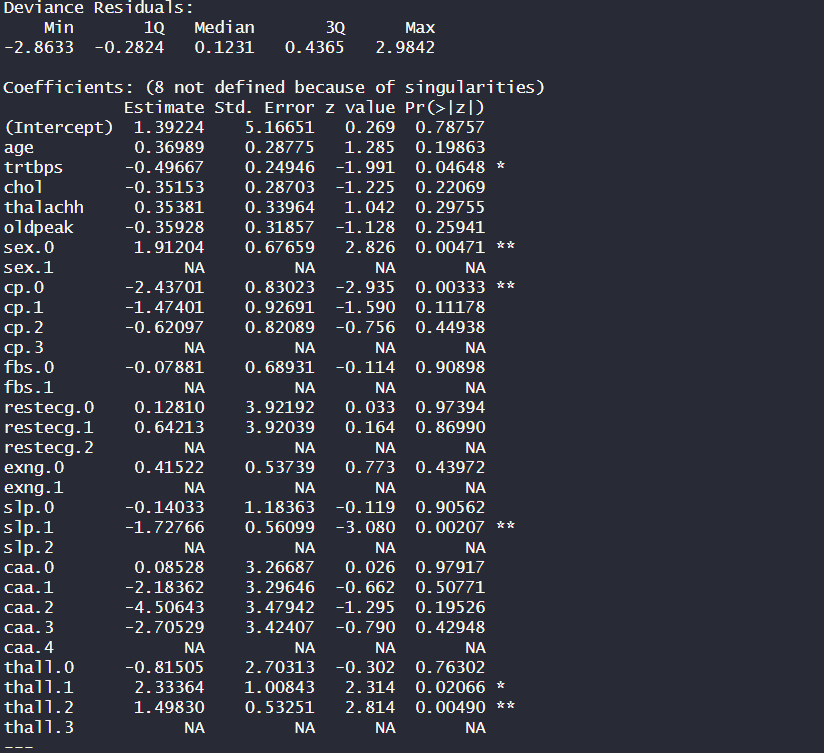 Deviance Residuals:
    Min       1Q   Median       3Q      Max
-2.8633  -0.2824   0.1231   0.4365   2.9842

Coefficients: (8 not defined because of singularities)
            Estimate Std. Error z value Pr(>|z|)
(Intercept)  1.39224    5.16651   0.269  0.78757
age          0.36989    0.28775   1.285  0.19863
trtbps      -0.49667    0.24946  -1.991  0.04648 *
chol        -0.35153    0.28703  -1.225  0.22069
thalachh     0.35381    0.33964   1.042  0.29755
oldpeak     -0.35928    0.31857  -1.128  0.25941
sex.0        1.91204    0.67659   2.826  0.00471 **
sex.1             NA         NA      NA       NA
cp.0        -2.43701    0.83023  -2.935  0.00333 **
cp.1        -1.47401    0.92691  -1.590  0.11178
cp.2        -0.62097    0.82089  -0.756  0.44938
cp.3              NA         NA      NA       NA
fbs.0       -0.07881    0.68931  -0.114  0.90898
fbs.1             NA         NA      NA       NA
restecg.0    0.12810    3.92192   0.033  0.97394
restecg.1    0.64213    3.92039   0.164  0.86990
restecg.2         NA         NA      NA       NA
exng.0       0.41522    0.53739   0.773  0.43972
exng.1            NA         NA      NA       NA
slp.0       -0.14033    1.18363  -0.119  0.90562
slp.1       -1.72766    0.56099  -3.080  0.00207 **
slp.2             NA         NA      NA       NA
caa.0        0.08528    3.26687   0.026  0.97917
caa.1       -2.18362    3.29646  -0.662  0.50771
caa.2       -4.50643    3.47942  -1.295  0.19526
caa.3       -2.70529    3.42407  -0.790  0.42948
caa.4             NA         NA      NA       NA
thall.0     -0.81505    2.70313  -0.302  0.76302
thall.1      2.33364    1.00843   2.314  0.02066 *
thall.2      1.49830    0.53251   2.814  0.00490 **
thall.3           NA         NA      NA       NA
---